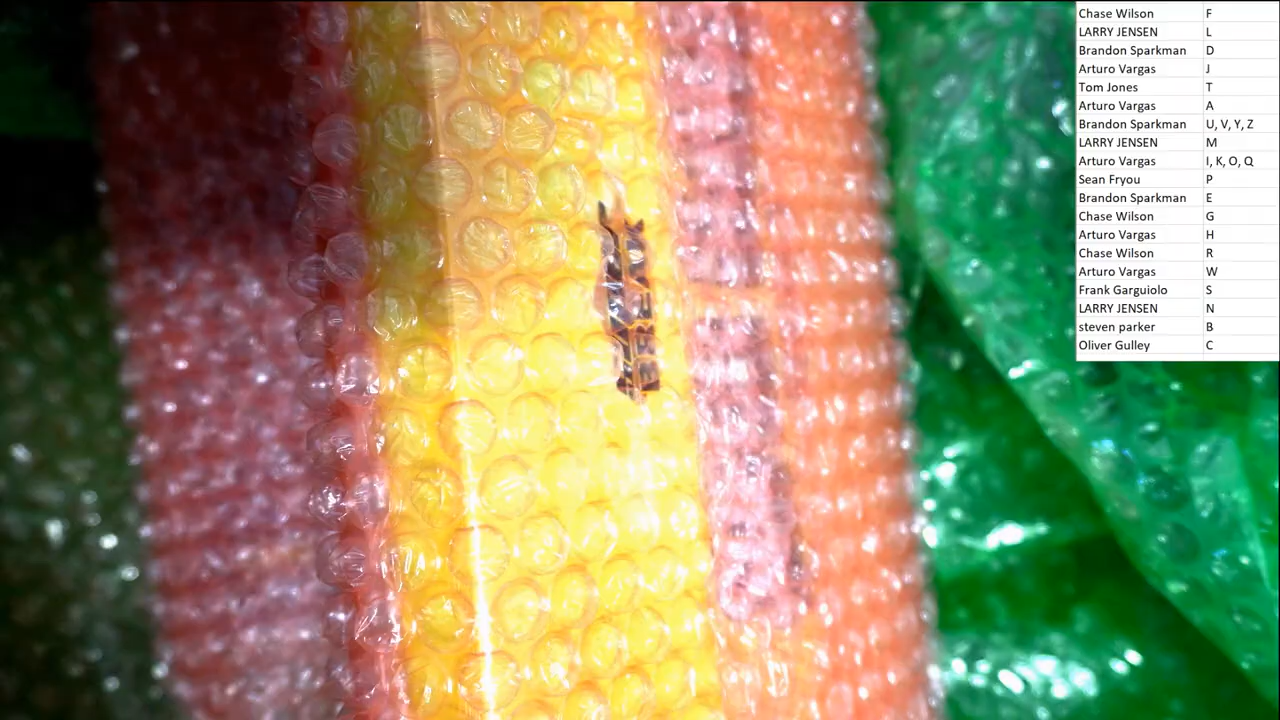 Chase Wilson F
LARRY JENSEN L
Brandon Sparkman D
Arturo Vargas J
Tom Jones T
Arturo Vargas A
Brandon Sparkman U, V, Y, Z
LARRY JENSEN M
Arturo Vargas I, K, O, Q
Sean Fryou P
Brandon Sparkman E
Chase Wilson G
Arturo Vargas H
Chase Wilson R
Arturo Vargas W
Frank Garguiolo S
LARRY JENSEN N
steven parker B
Oliver Gulley C